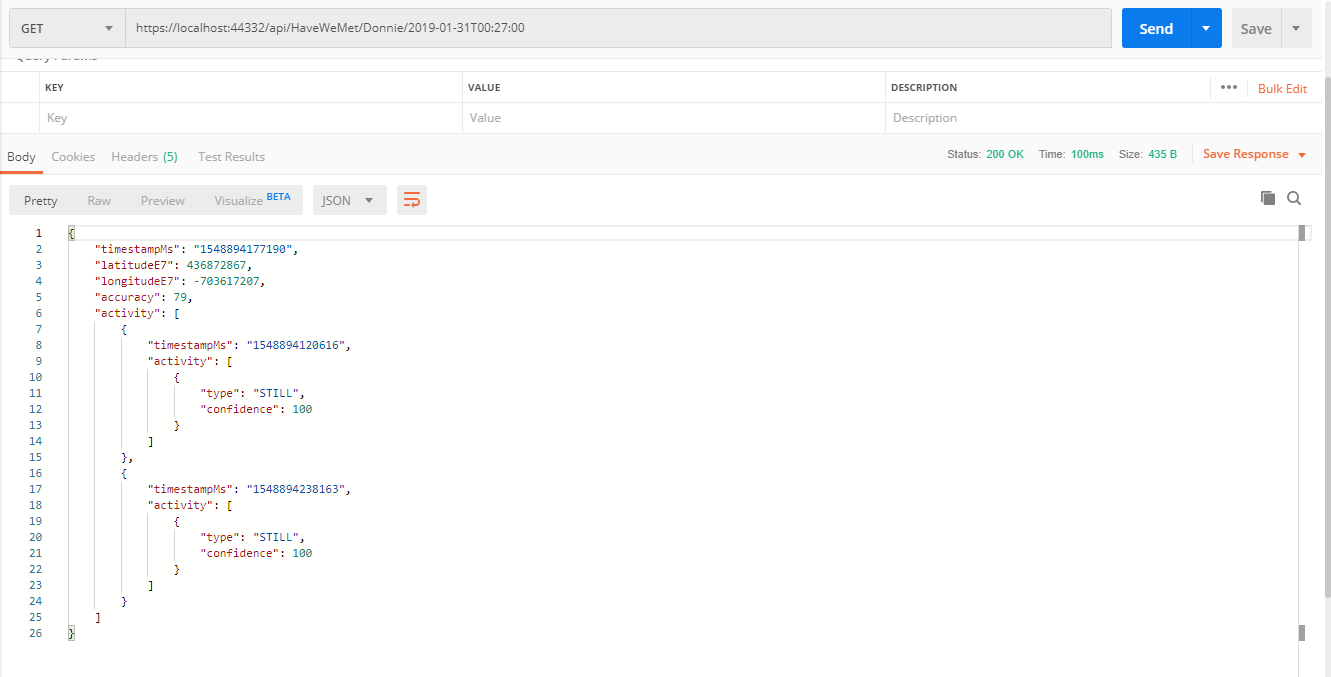 GET https://localhost:44332/api/HaveWeMet/Donnie/2019-01-31T00:27:00 Send Save
Query Params
KEY VALUE DESCRIPTION ••• Bulk Edit
Key Value Description
Body Cookies Headers (5) Test Results Status: 200 OK Time: 100ms Size: 435 B Save Response
Pretty Raw Preview Visualize BETA JSON
1 {
2 "timestampMs": "1548894177190",
3 "latitudeE7": 436872867,
4 "longitudeE7": -703617207,
5 "accuracy": 79,
6 "activity": [
7 {
8 "timestampMs": "1548894120616",
9 "activity": [
10 {
11 "type": "STILL",
12 "confidence": 100
13 }
14 ]
15 },
16 {
17 "timestampMs": "1548894238163",
18 "activity": [
19 {
20 "type": "STILL",
21 "confidence": 100
22 }
23 ]
24 }
25 ]
26 }